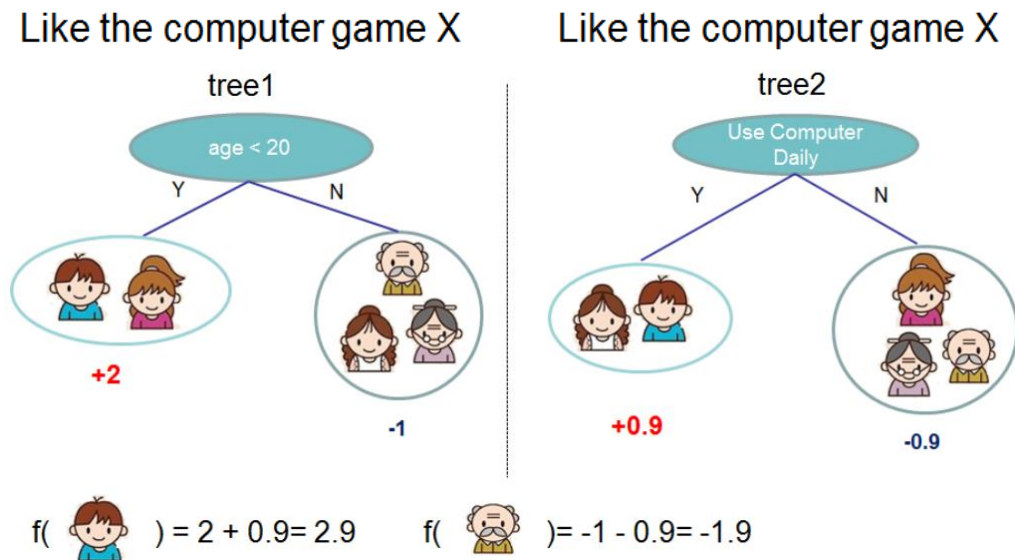 Like the computer game X
tree1
age < 20
Y
N
+2
-1
Like the computer game X
tree2
Use Computer
Daily
Y
N
+0.9
-0.9
f( ) = 2 + 0.9= 2.9
f( )= -1 - 0.9= -1.9